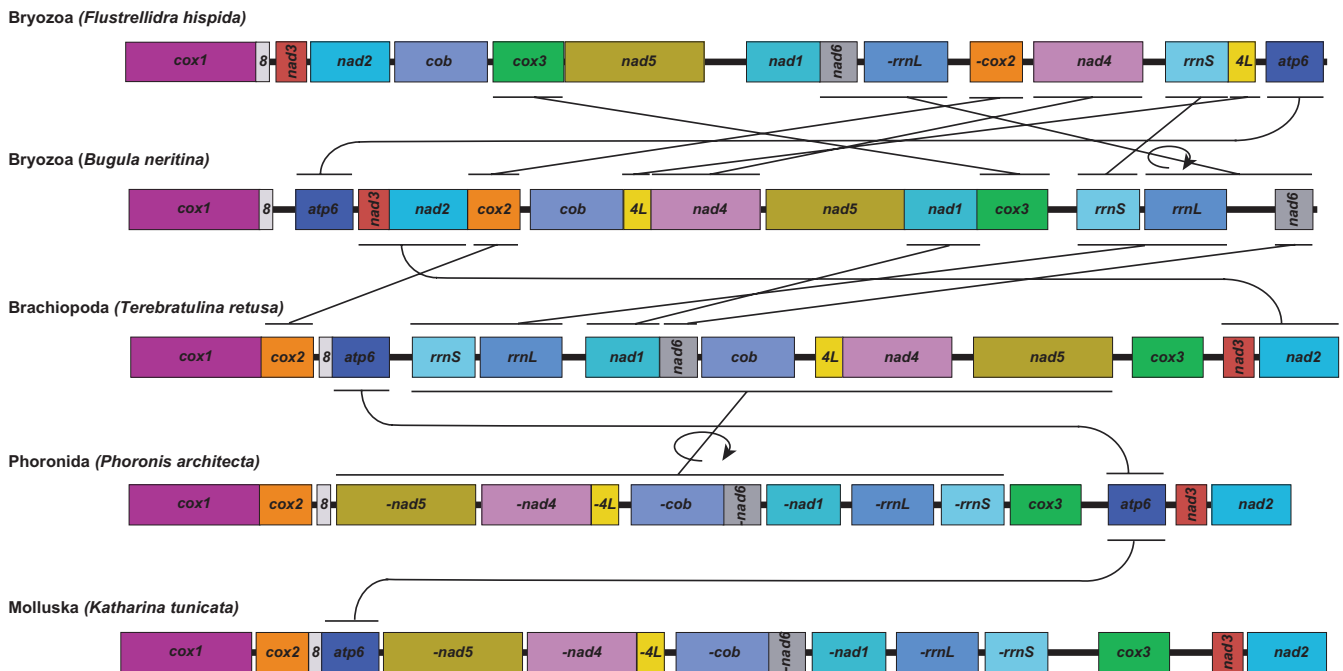 Bryozoa (Flustrellidra hispida)
cox1 8 nad3 nad2 cob cox3 nad5 nad1 nad6 -rrnL -cox2 nad4 rrnS 4L atp6
Bryozoa (Bugula neritina)
cox1 8 atp6 nad3 nad2 cox2 cob 4L nad4 nad5 nad1 cox3 rrnS rrnL nad6
Brachiopoda (Terebratulina retusa)
cox1 cox2 8 atp6 rrnS rrnL nad1 nad6 cob 4L nad4 nad5 cox3 nad3 nad2
Phoronida (Phoronis architecta)
cox1 cox2 8 -nad5 -nad4 -4L -cob -nad6 -nad1 -rrnL -rrnS cox3 atp6 nad3 nad2
Molluska (Katharina tunicata)
cox1 cox2 8 atp6 -nad5 -nad4 -4L -cob -nad6 -nad1 -rrnL -rrnS cox3 nad3 nad2